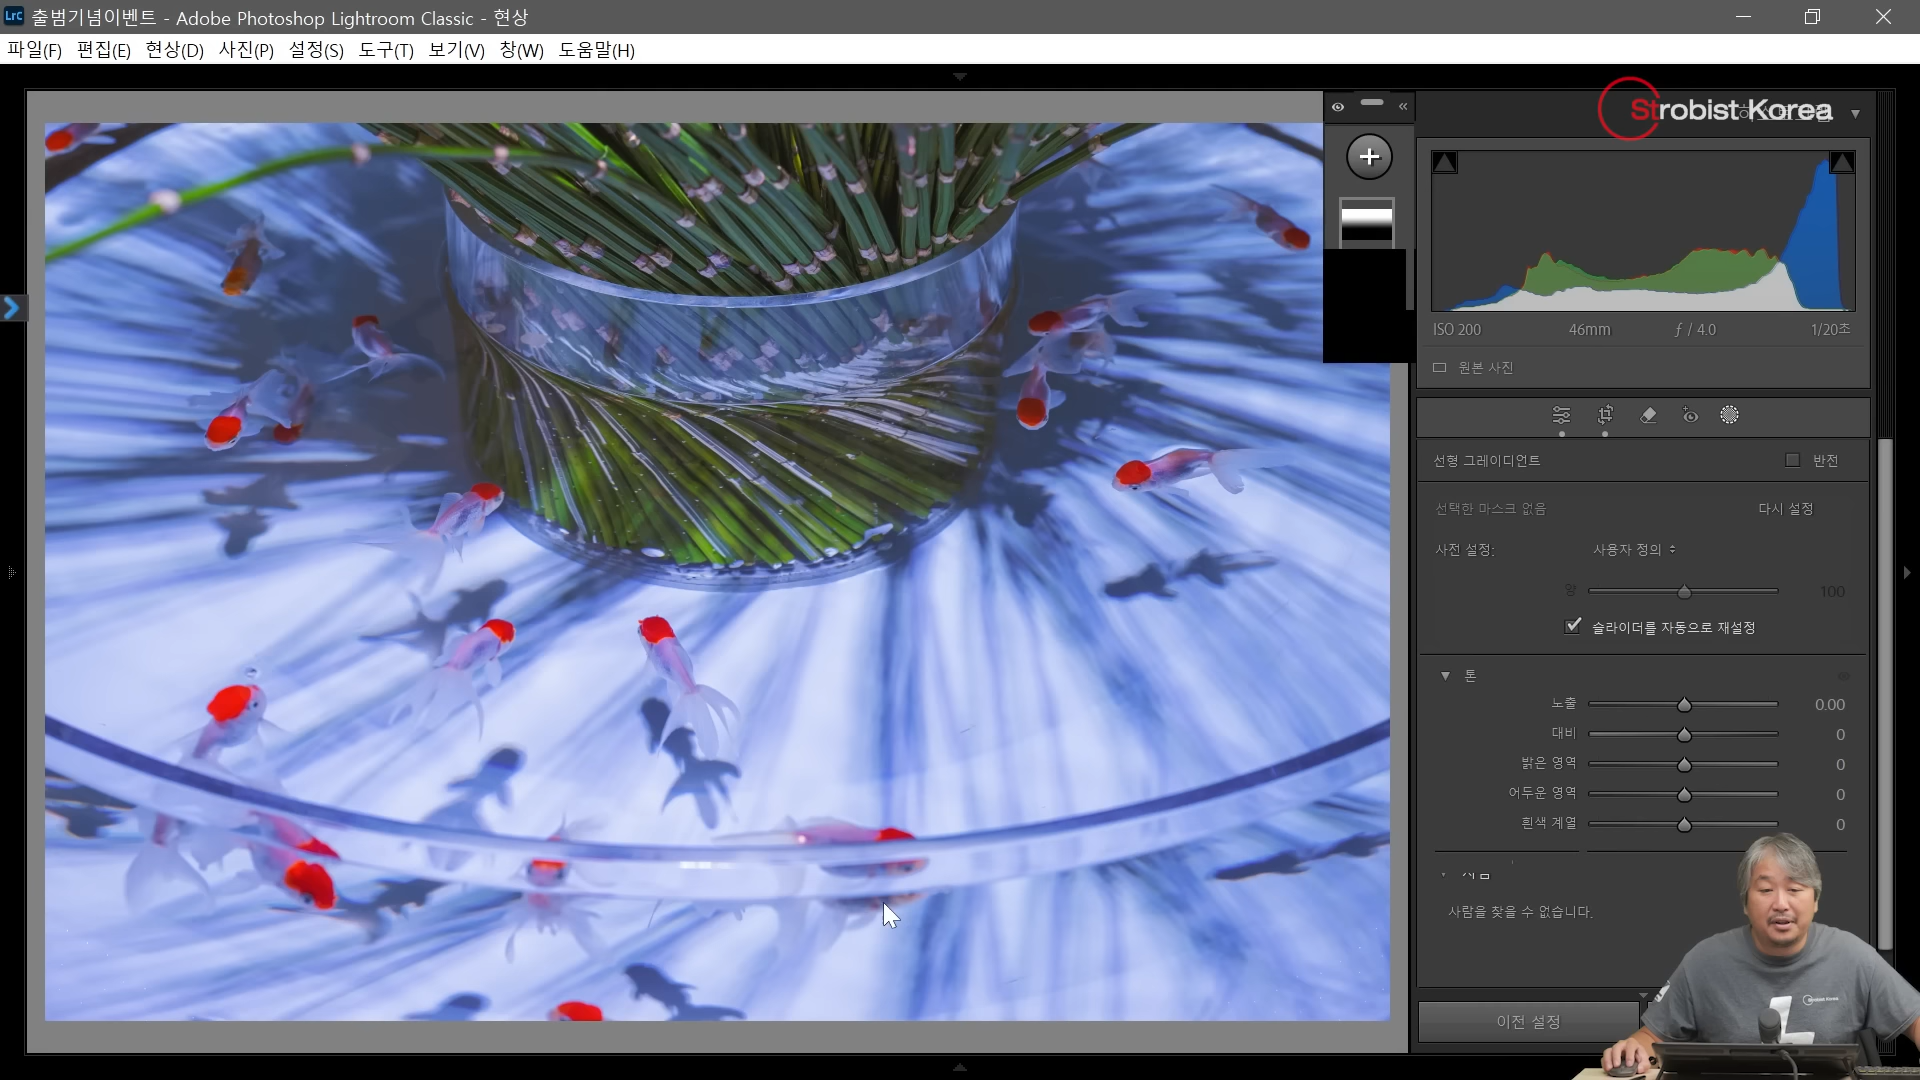 LrC 출범기념이벤트 - Adobe Photoshop Lightroom Classic - 현상
파일(F) 편집(E) 현상(D) 사진(P) 설정(S) 도구(T) 보기(V) 창(W) 도움말(H)
Strobist Korea
ISO 200 46mm ƒ / 4.0 1/20초
원본 사진
선형 그레이디언트 반전
선택한 마스크 없음 다시 설정
사전 설정: 사용자 정의
양 100
슬라이더를 자동으로 재설정
톤
노출 0.00
대비 0
밝은 영역 0
어두운 영역 0
흰색 계열 0
사람을 찾을 수 없습니다.
이전 설정